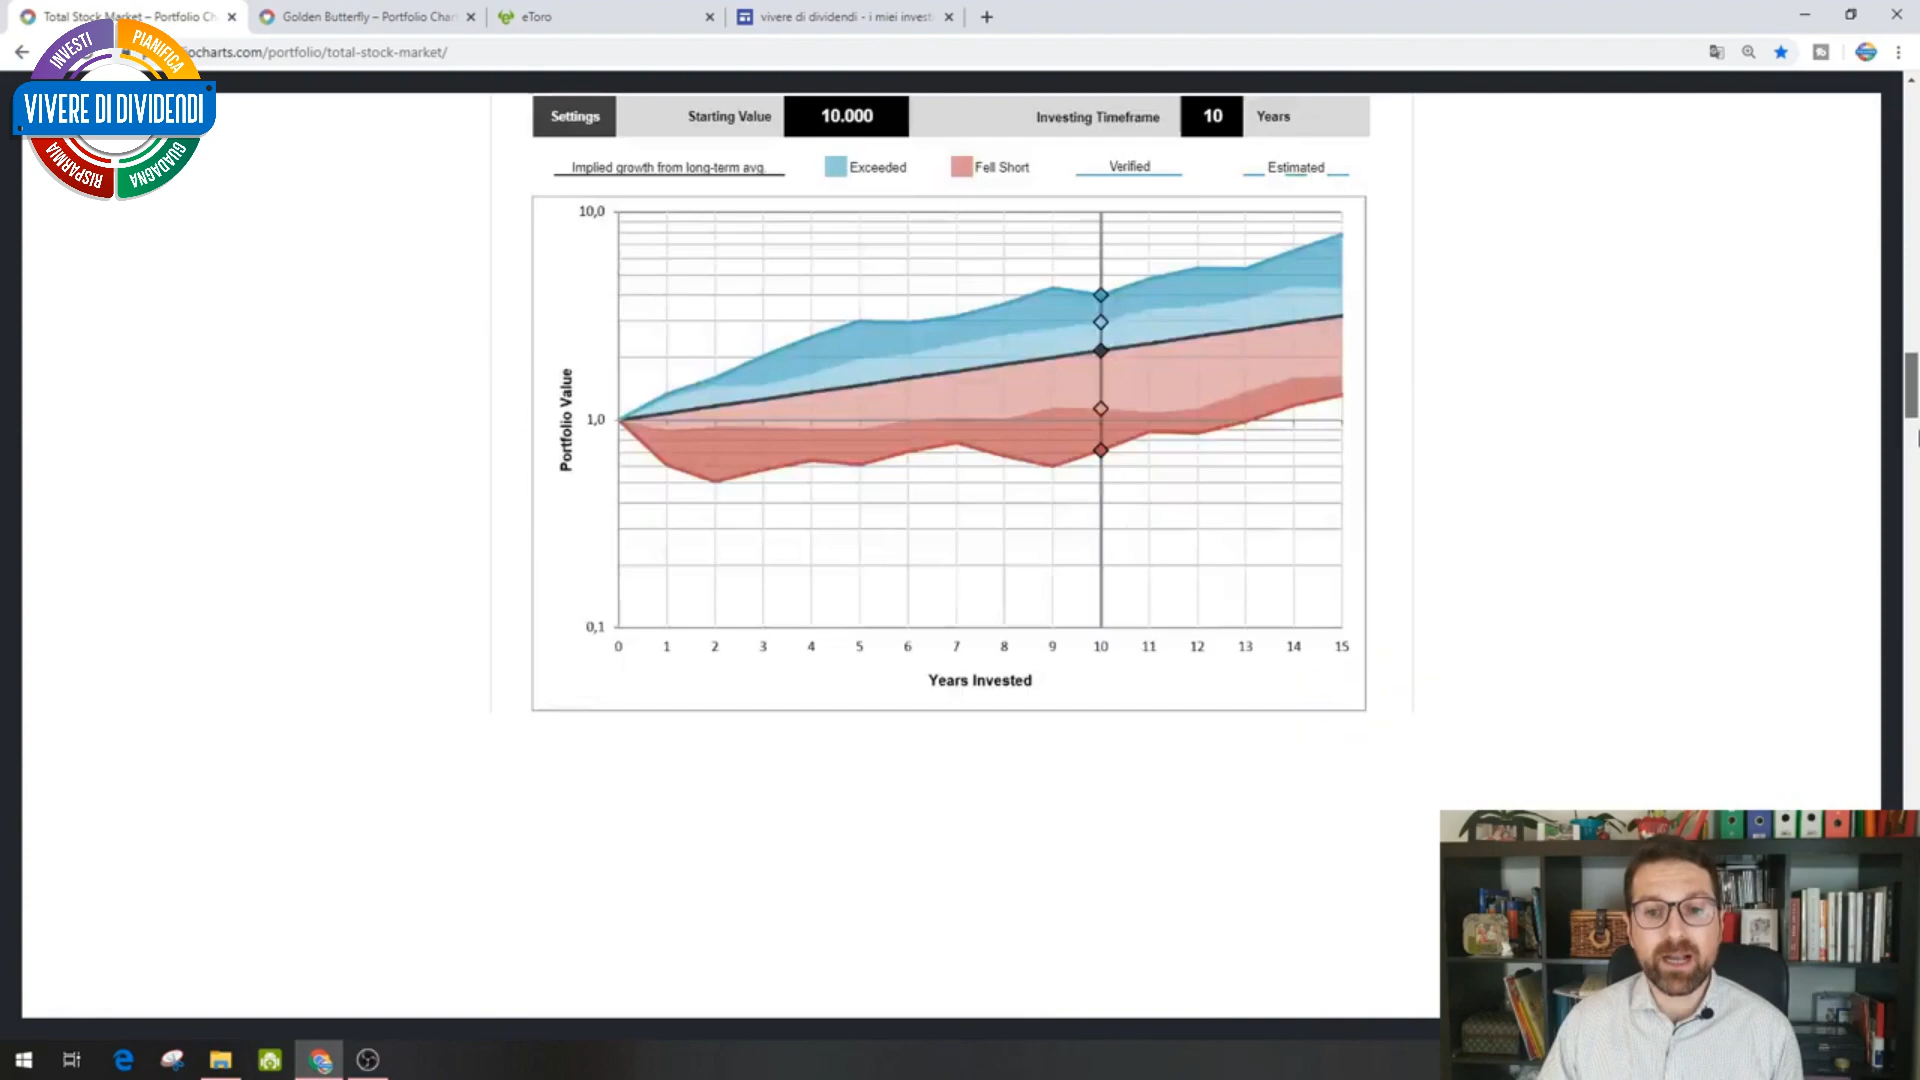 Total Stock Market – Portfolio Ch
Golden Butterfly – Portfolio Char
eToro
vivere di dividendi - i miei invest
iocharts.com/portfolio/total-stock-market/
INVESTI
PIANIFICA
VIVERE DI DIVIDENDI
RISPARMIA
GUADAGNA
Settings
Starting Value
10.000
Investing Timeframe
10
Years
Implied growth from long-term avg.
Exceeded
Fell Short
Verified
Estimated
10,0
1,0
0,1
Portfolio Value
0 1 2 3 4 5 6 7 8 9 10 11 12 13 14 15
Years Invested